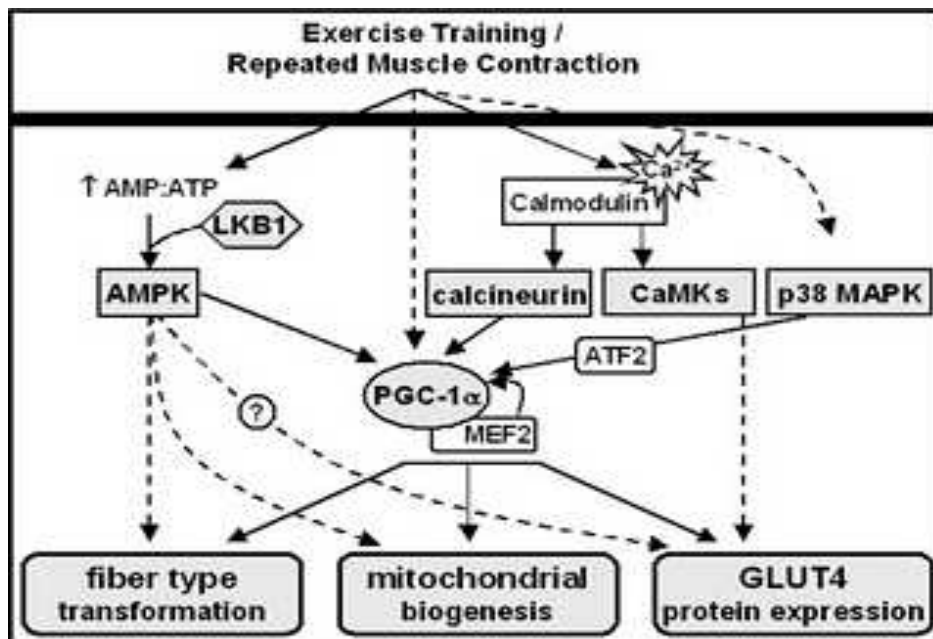 Exercise Training /
Repeated Muscle Contraction
↑ AMP:ATP
LKB1
Ca²⁺
Calmodulin
AMPK
calcineurin
CaMKs
p38 MAPK
ATF2
PGC-1α
MEF2
?
fiber type
transformation
mitochondrial
biogenesis
GLUT4
protein expression